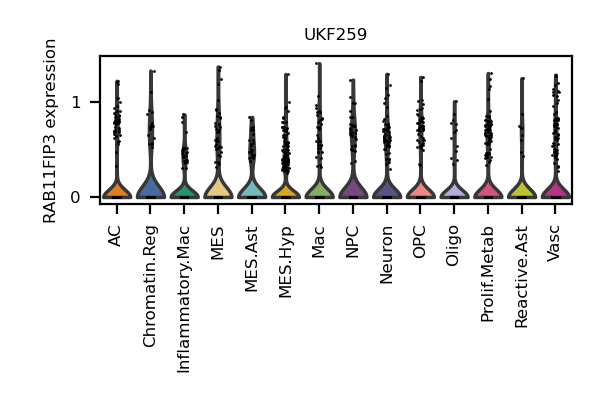 UKF259
RAB11FIP3 expression
1
0
AC
Chromatin.Reg
Inflammatory.Mac
MES
MES.Ast
MES.Hyp
Mac
NPC
Neuron
OPC
Oligo
Prolif.Metab
Reactive.Ast
Vasc